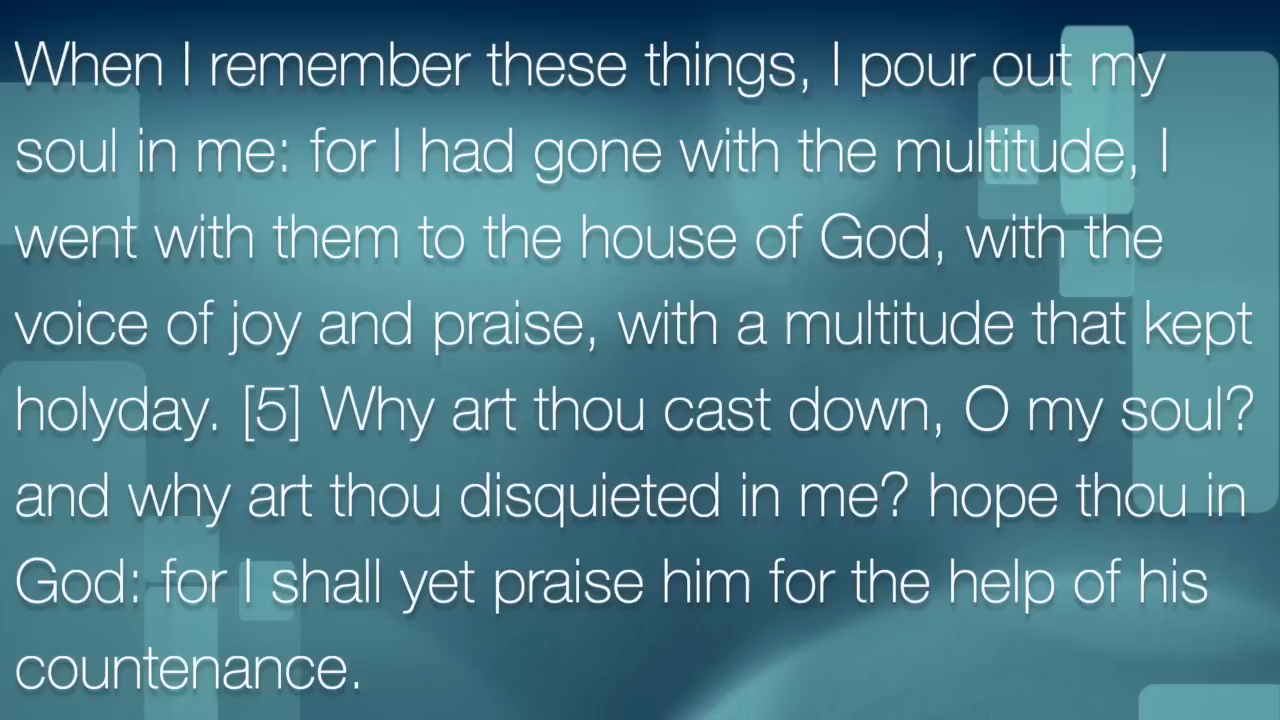 When I remember these things, I pour out my
soul in me: for I had gone with the multitude, I
went with them to the house of God, with the
voice of joy and praise, with a multitude that kept
holyday. [5] Why art thou cast down, O my soul?
and why art thou disquieted in me? hope thou in
God: for I shall yet praise him for the help of his
countenance.